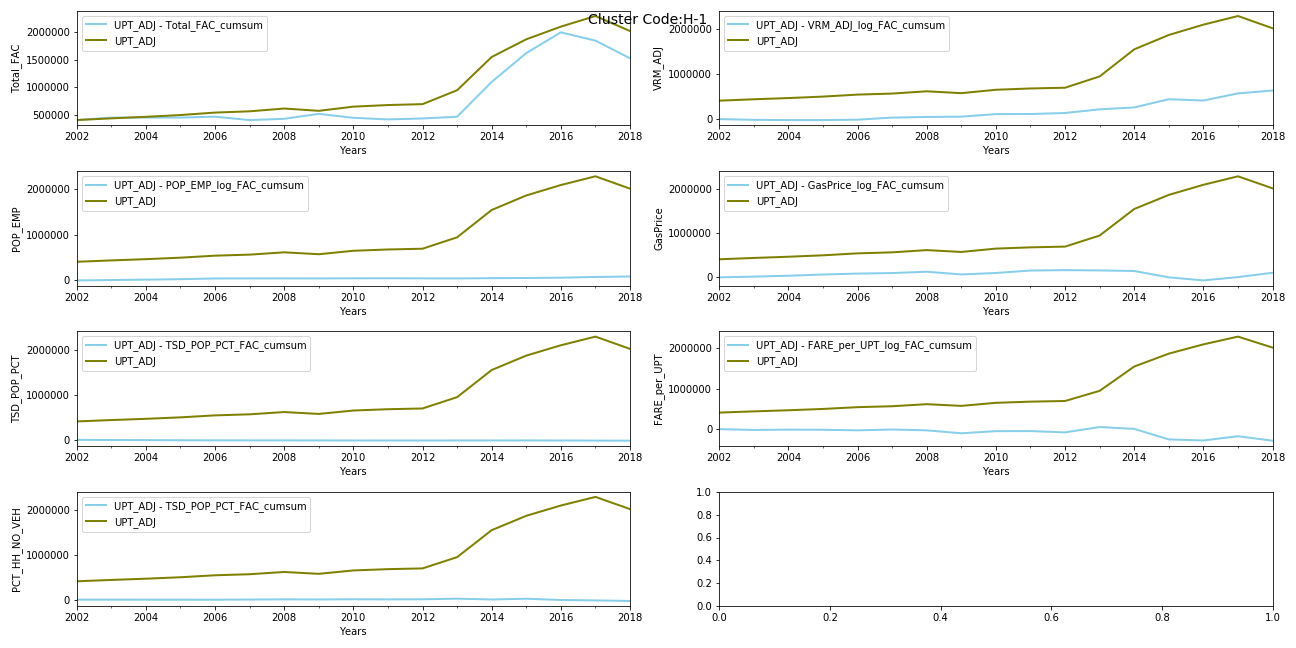 Cluster Code:H-1
UPT_ADJ - Total_FAC_cumsum
UPT_ADJ
Total_FAC
2000000
1500000
1000000
500000
2002 2004 2006 2008 2010 2012 2014 2016 2018
Years
UPT_ADJ - VRM_ADJ_log_FAC_cumsum
UPT_ADJ
VRM_ADJ
2000000
1000000
0
2002 2004 2006 2008 2010 2012 2014 2016 2018
Years
UPT_ADJ - POP_EMP_log_FAC_cumsum
UPT_ADJ
POP_EMP
2000000
1000000
0
2002 2004 2006 2008 2010 2012 2014 2016 2018
Years
UPT_ADJ - GasPrice_log_FAC_cumsum
UPT_ADJ
GasPrice
2000000
1000000
0
2002 2004 2006 2008 2010 2012 2014 2016 2018
Years
UPT_ADJ - TSD_POP_PCT_FAC_cumsum
UPT_ADJ
TSD_POP_PCT
2000000
1000000
0
2002 2004 2006 2008 2010 2012 2014 2016 2018
Years
UPT_ADJ - FARE_per_UPT_log_FAC_cumsum
UPT_ADJ
FARE_per_UPT
2000000
1000000
0
2002 2004 2006 2008 2010 2012 2014 2016 2018
Years
UPT_ADJ - TSD_POP_PCT_FAC_cumsum
UPT_ADJ
PCT_HH_NO_VEH
2000000
1000000
0
2002 2004 2006 2008 2010 2012 2014 2016 2018
Years
1.0
0.8
0.6
0.4
0.2
0.0
0.0 0.2 0.4 0.6 0.8 1.0